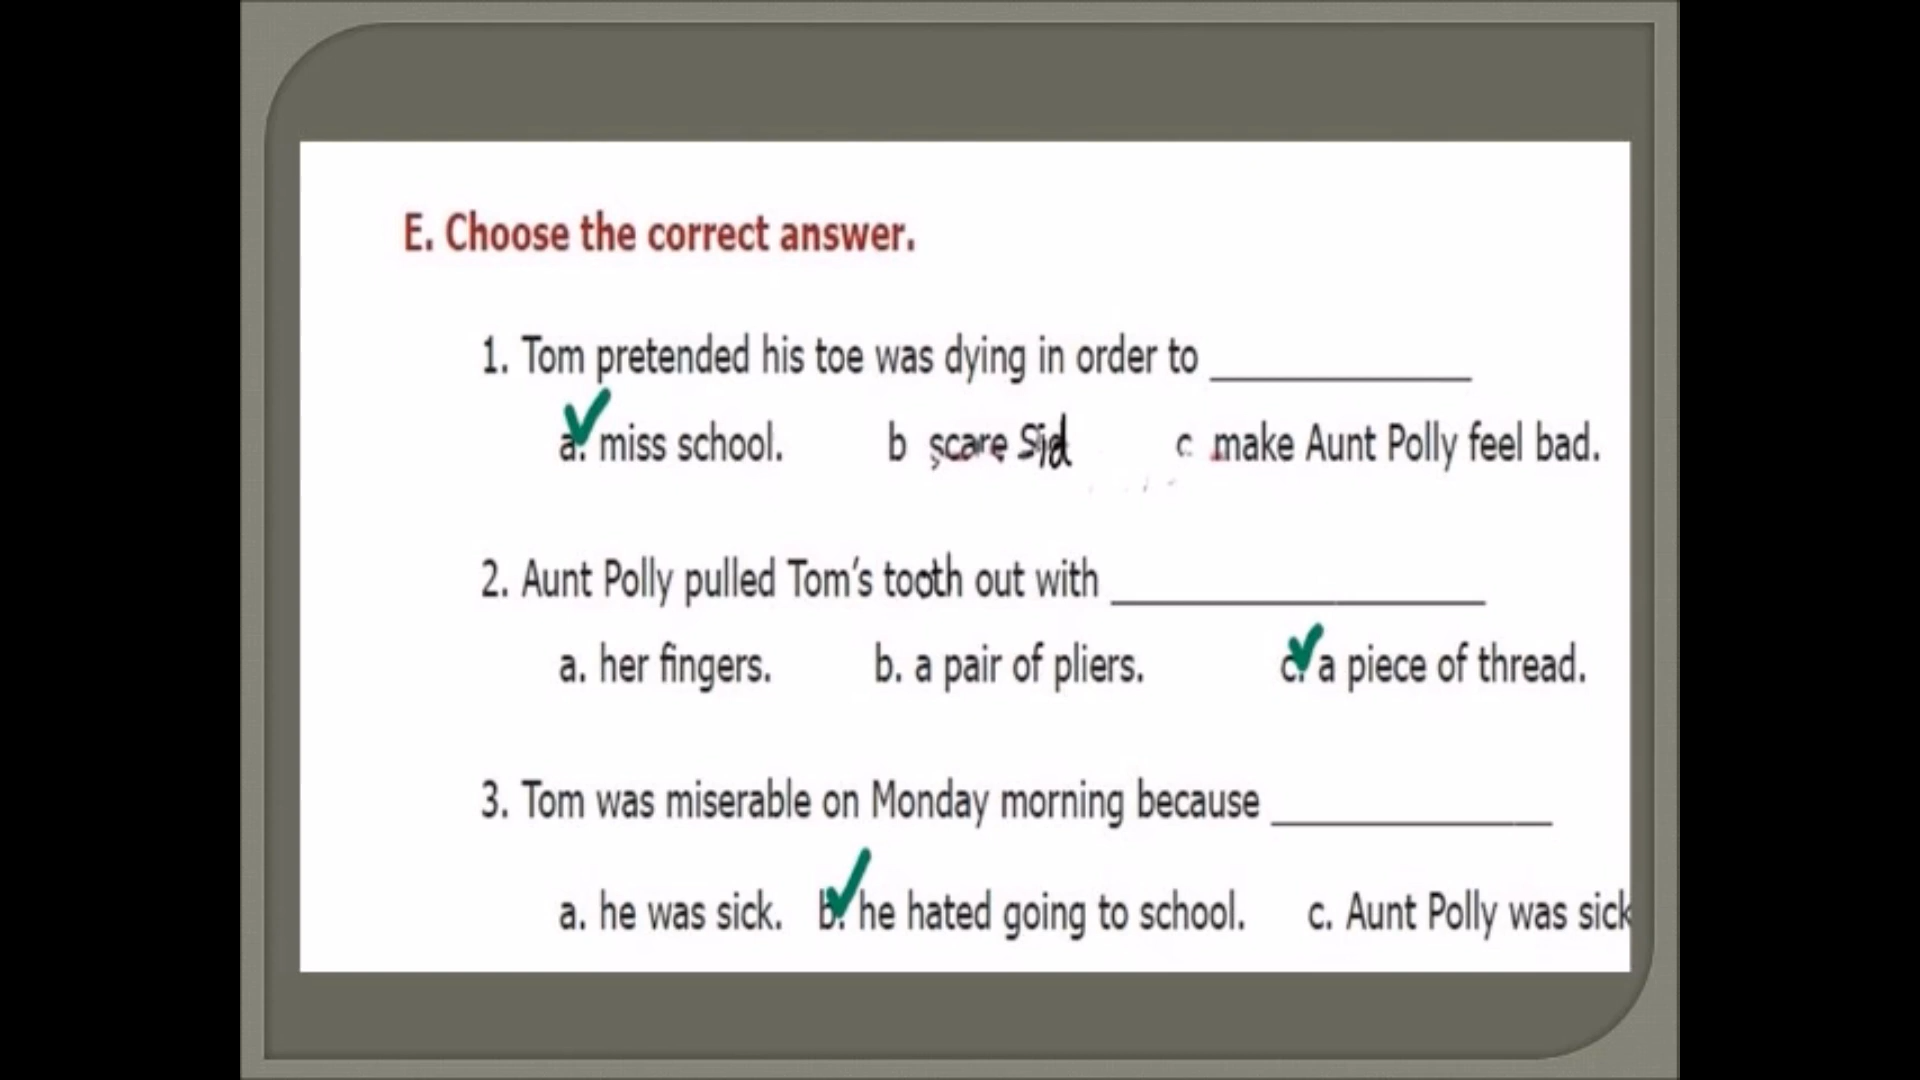 E. Choose the correct answer.
1. Tom pretended his toe was dying in order to ____________
a. miss school. b scare Sid c make Aunt Polly feel bad.
2. Aunt Polly pulled Tom's tooth out with _________________
a. her fingers. b. a pair of pliers. c. a piece of thread.
3. Tom was miserable on Monday morning because _____________
a. he was sick. b. he hated going to school. c. Aunt Polly was sick